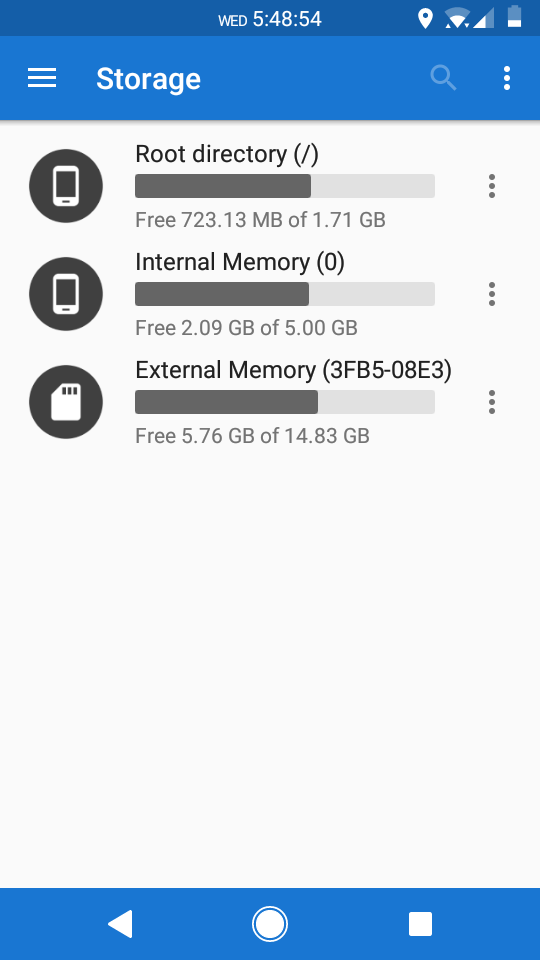 WED 5:48:54
Storage
Root directory (/)
Free 723.13 MB of 1.71 GB
Internal Memory (0)
Free 2.09 GB of 5.00 GB
External Memory (3FB5-08E3)
Free 5.76 GB of 14.83 GB